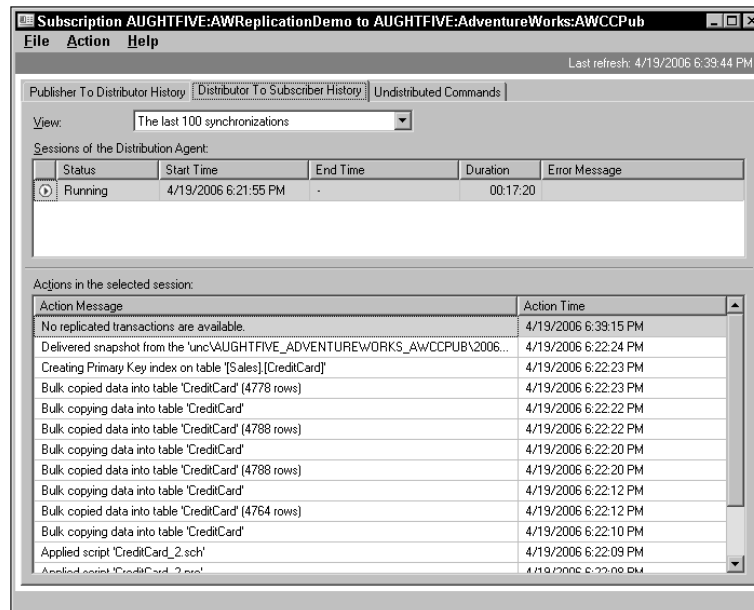 Subscription AUGHTFIVE:AWReplicationDemo to AUGHTFIVE:AdventureWorks:AWCCPub
File Action Help
Last refresh: 4/19/2006 6:39:44 PM
Publisher To Distributor History Distributor To Subscriber History Undistributed Commands
View: The last 100 synchronizations
Sessions of the Distribution Agent:
Status Start Time End Time Duration Error Message
Running 4/19/2006 6:21:55 PM - 00:17:20
Actions in the selected session:
Action Message Action Time
No replicated transactions are available. 4/19/2006 6:39:15 PM
Delivered snapshot from the 'unc\AUGHTFIVE_ADVENTUREWORKS_AWCCPUB\2006... 4/19/2006 6:22:24 PM
Creating Primary Key index on table '[Sales].[CreditCard]' 4/19/2006 6:22:23 PM
Bulk copied data into table 'CreditCard' (4778 rows) 4/19/2006 6:22:23 PM
Bulk copying data into table 'CreditCard' 4/19/2006 6:22:22 PM
Bulk copied data into table 'CreditCard' (4788 rows) 4/19/2006 6:22:22 PM
Bulk copying data into table 'CreditCard' 4/19/2006 6:22:20 PM
Bulk copied data into table 'CreditCard' (4788 rows) 4/19/2006 6:22:20 PM
Bulk copying data into table 'CreditCard' 4/19/2006 6:22:12 PM
Bulk copied data into table 'CreditCard' (4764 rows) 4/19/2006 6:22:12 PM
Bulk copying data into table 'CreditCard' 4/19/2006 6:22:10 PM
Applied script 'CreditCard_2.sch' 4/19/2006 6:22:09 PM
Applied script 'CreditCard_2.pre' 4/19/2006 6:22:08 PM